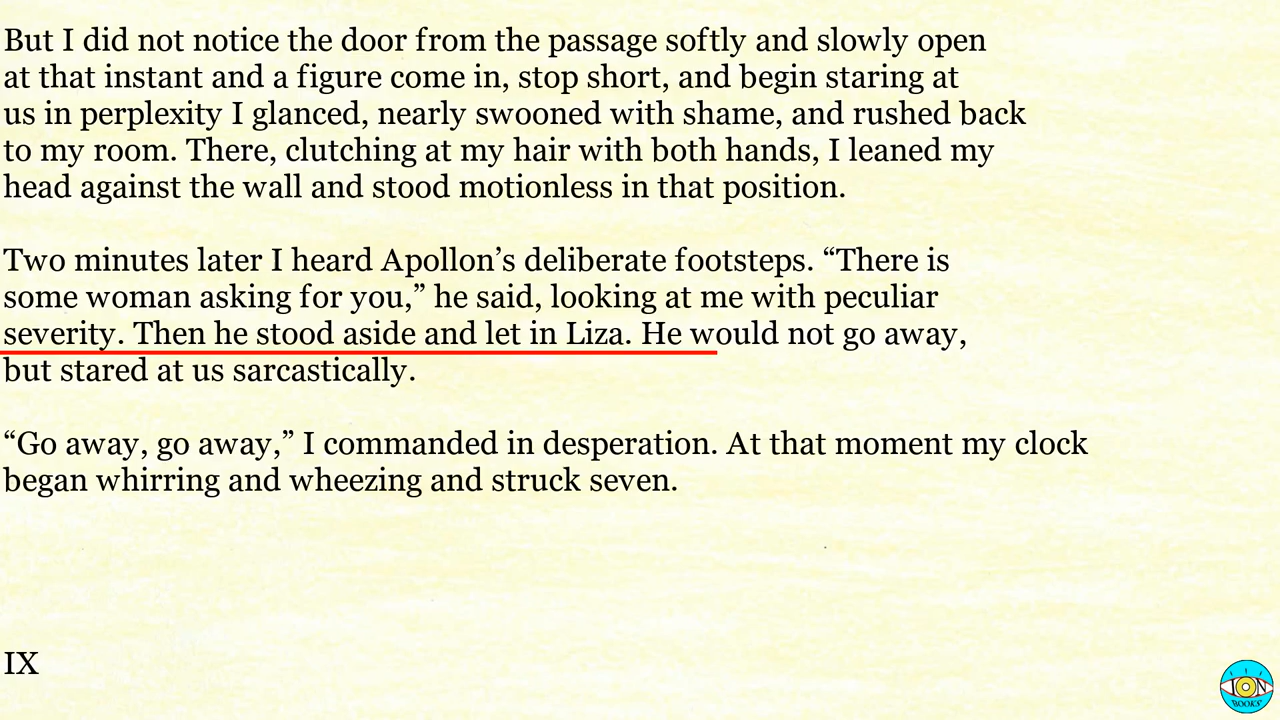 But I did not notice the door from the passage softly and slowly open
at that instant and a figure come in, stop short, and begin staring at
us in perplexity I glanced, nearly swooned with shame, and rushed back
to my room. There, clutching at my hair with both hands, I leaned my
head against the wall and stood motionless in that position.
Two minutes later I heard Apollon’s deliberate footsteps. “There is
some woman asking for you,” he said, looking at me with peculiar
severity. Then he stood aside and let in Liza. He would not go away,
but stared at us sarcastically.
“Go away, go away,” I commanded in desperation. At that moment my clock
began whirring and wheezing and struck seven.
IX
ION
BOOKS